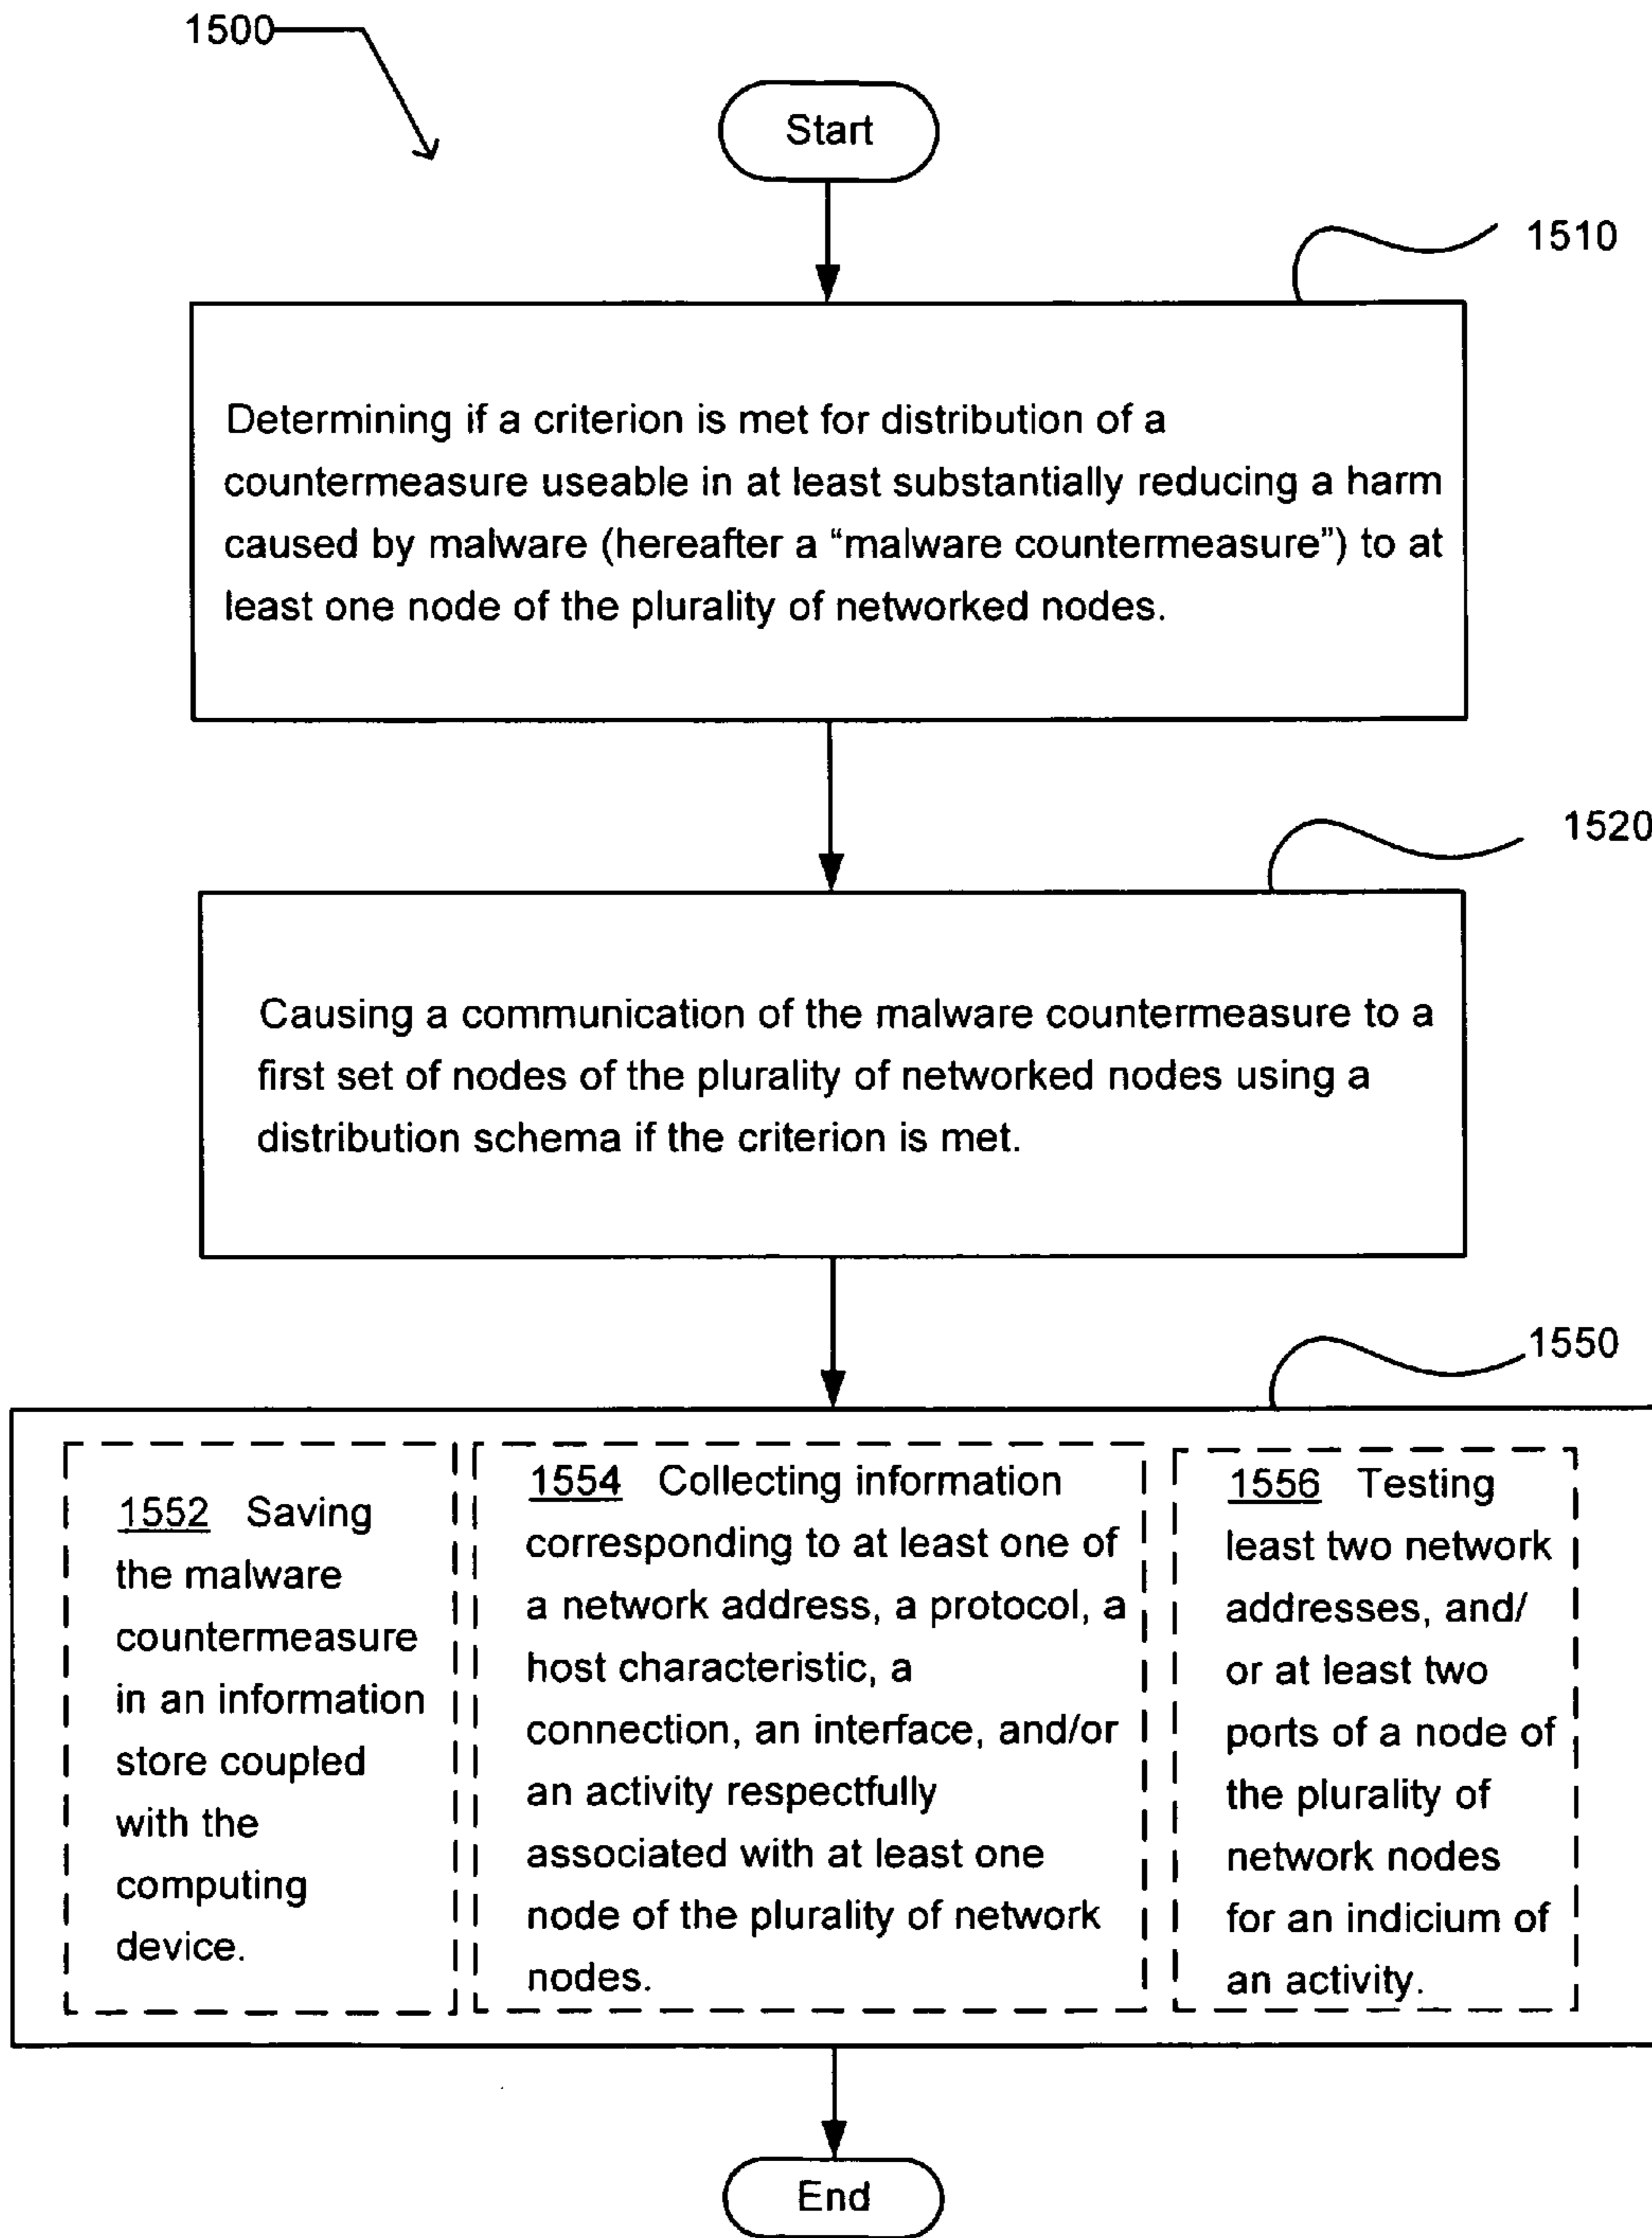 1500
Start
1510
Determining if a criterion is met for distribution of a
countermeasure useable in at least substantially reducing a harm
caused by malware (hereafter a “malware countermeasure”) to at
least one node of the plurality of networked nodes.
1520
Causing a communication of the malware countermeasure to a
first set of nodes of the plurality of networked nodes using a
distribution schema if the criterion is met.
1550
1552 Saving
the malware
countermeasure
in an information
store coupled
with the
computing
device.
1554 Collecting information
corresponding to at least one of
a network address, a protocol, a
host characteristic, a
connection, an interface, and/or
an activity respectfully
associated with at least one
node of the plurality of network
nodes.
1556 Testing
least two network
addresses, and/
or at least two
ports of a node of
the plurality of
network nodes
for an indicium of
an activity.
End